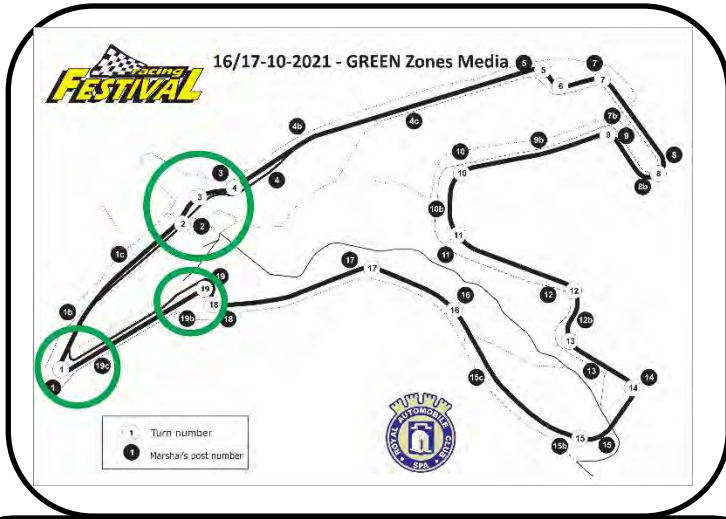 racing
FESTIVAL
16/17-10-2021 - GREEN Zones Media
5
5
6
7
7
4b
4c
7b
9
9
9b
10
10
8
8
8b
3
3
4
4
2
2
10b
11
11
1c
17
17
19
19
18
18
19b
16
16
12
12
12b
1b
13
13
1
1
19c
15c
14
14
15
15
15b
1 Turn number
1 Marshal's post number
ROYAL AUTOMOBILE CLUB
SPA